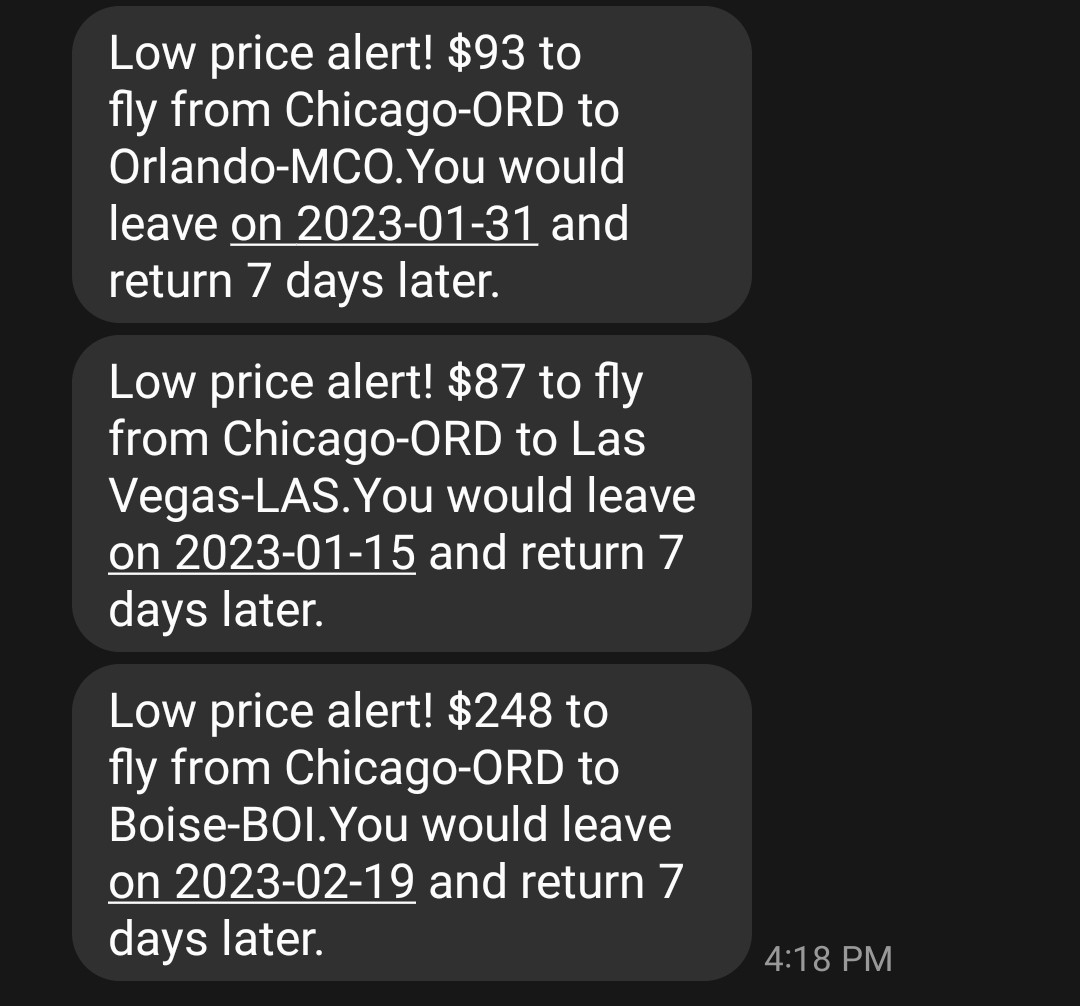 Low price alert! $93 to
fly from Chicago-ORD to
Orlando-MCO.You would
leave on 2023-01-31 and
return 7 days later.
Low price alert! $87 to fly
from Chicago-ORD to Las
Vegas-LAS.You would leave
on 2023-01-15 and return 7
days later.
Low price alert! $248 to
fly from Chicago-ORD to
Boise-BOI.You would leave
on 2023-02-19 and return 7
days later.
4:18 PM